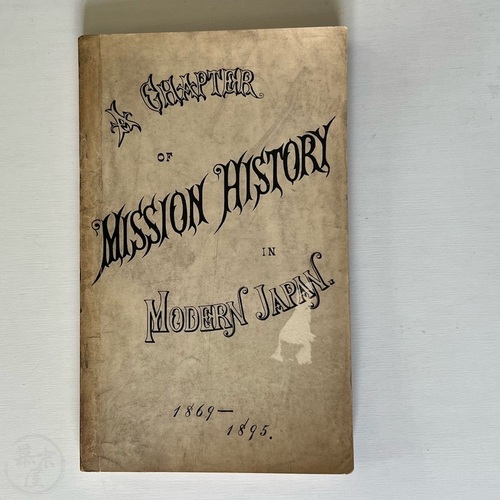 A CHAPTER
OF
MISSION HISTORY
IN
MODERN JAPAN.
1869—
1895.